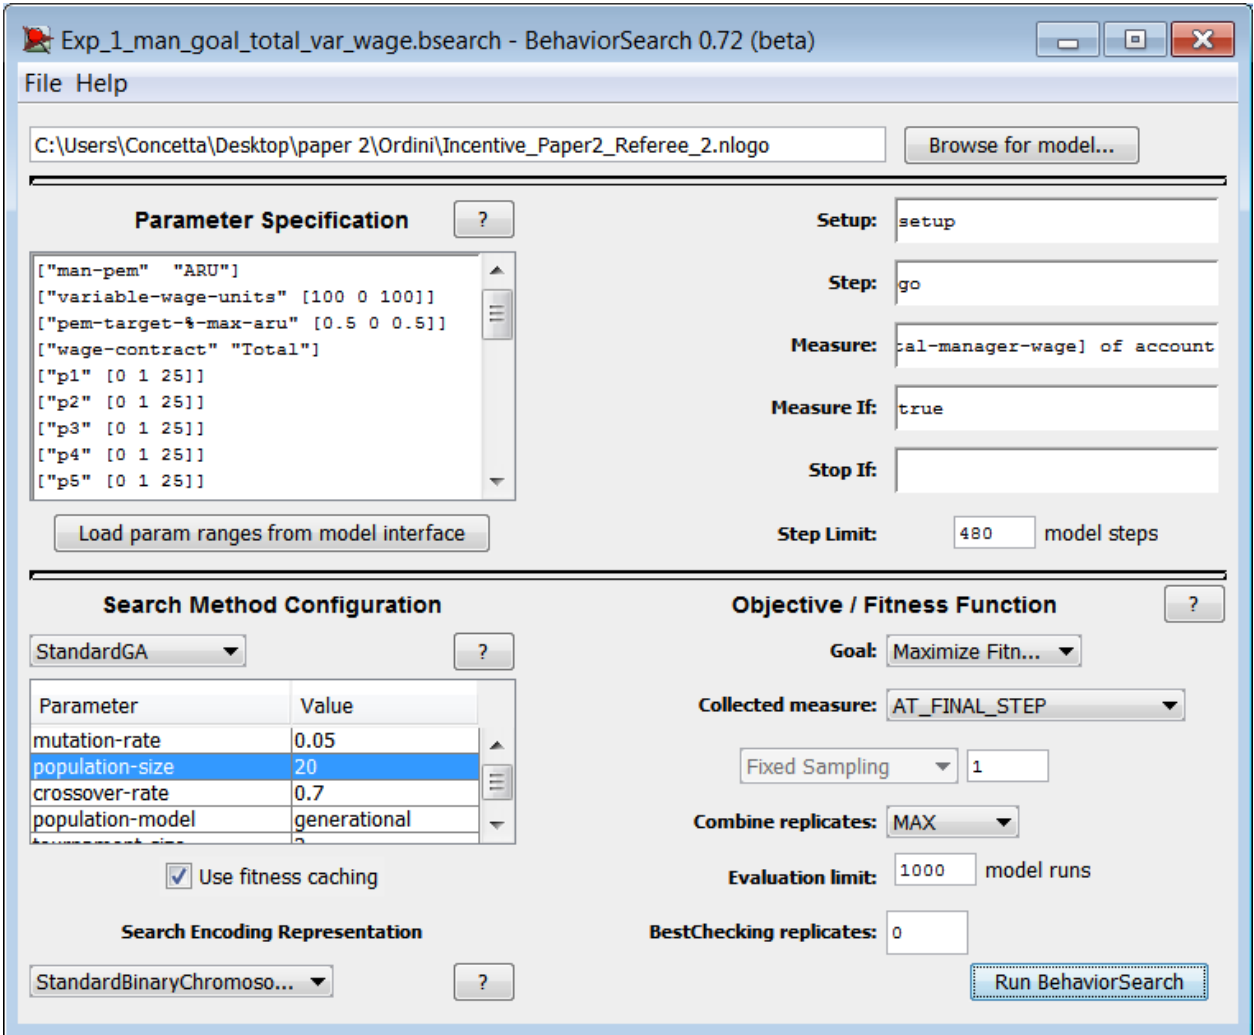 Exp_1_man_goal_total_var_wage.bsearch - BehaviorSearch 0.72 (beta)
File Help
C:\Users\Concetta\Desktop\paper 2\Ordini\Incentive_Paper2_Referee_2.nlogo
Browse for model...
Parameter Specification
?
["man-pem"  "ARU"]
["variable-wage-units" [100 0 100]]
["pem-target-%-max-aru" [0.5 0 0.5]]
["wage-contract" "Total"]
["p1" [0 1 25]]
["p2" [0 1 25]]
["p3" [0 1 25]]
["p4" [0 1 25]]
["p5" [0 1 25]]
Load param ranges from model interface
Setup: setup
Step: go
Measure: tal-manager-wage] of account
Measure If: true
Stop If:
Step Limit: 480 model steps
Search Method Configuration
StandardGA
?
Parameter Value
mutation-rate 0.05
population-size 20
crossover-rate 0.7
population-model generational
Use fitness caching
Search Encoding Representation
StandardBinaryChromoso...
?
Objective / Fitness Function
?
Goal: Maximize Fitn...
Collected measure: AT_FINAL_STEP
Fixed Sampling 1
Combine replicates: MAX
Evaluation limit: 1000 model runs
BestChecking replicates: 0
Run BehaviorSearch